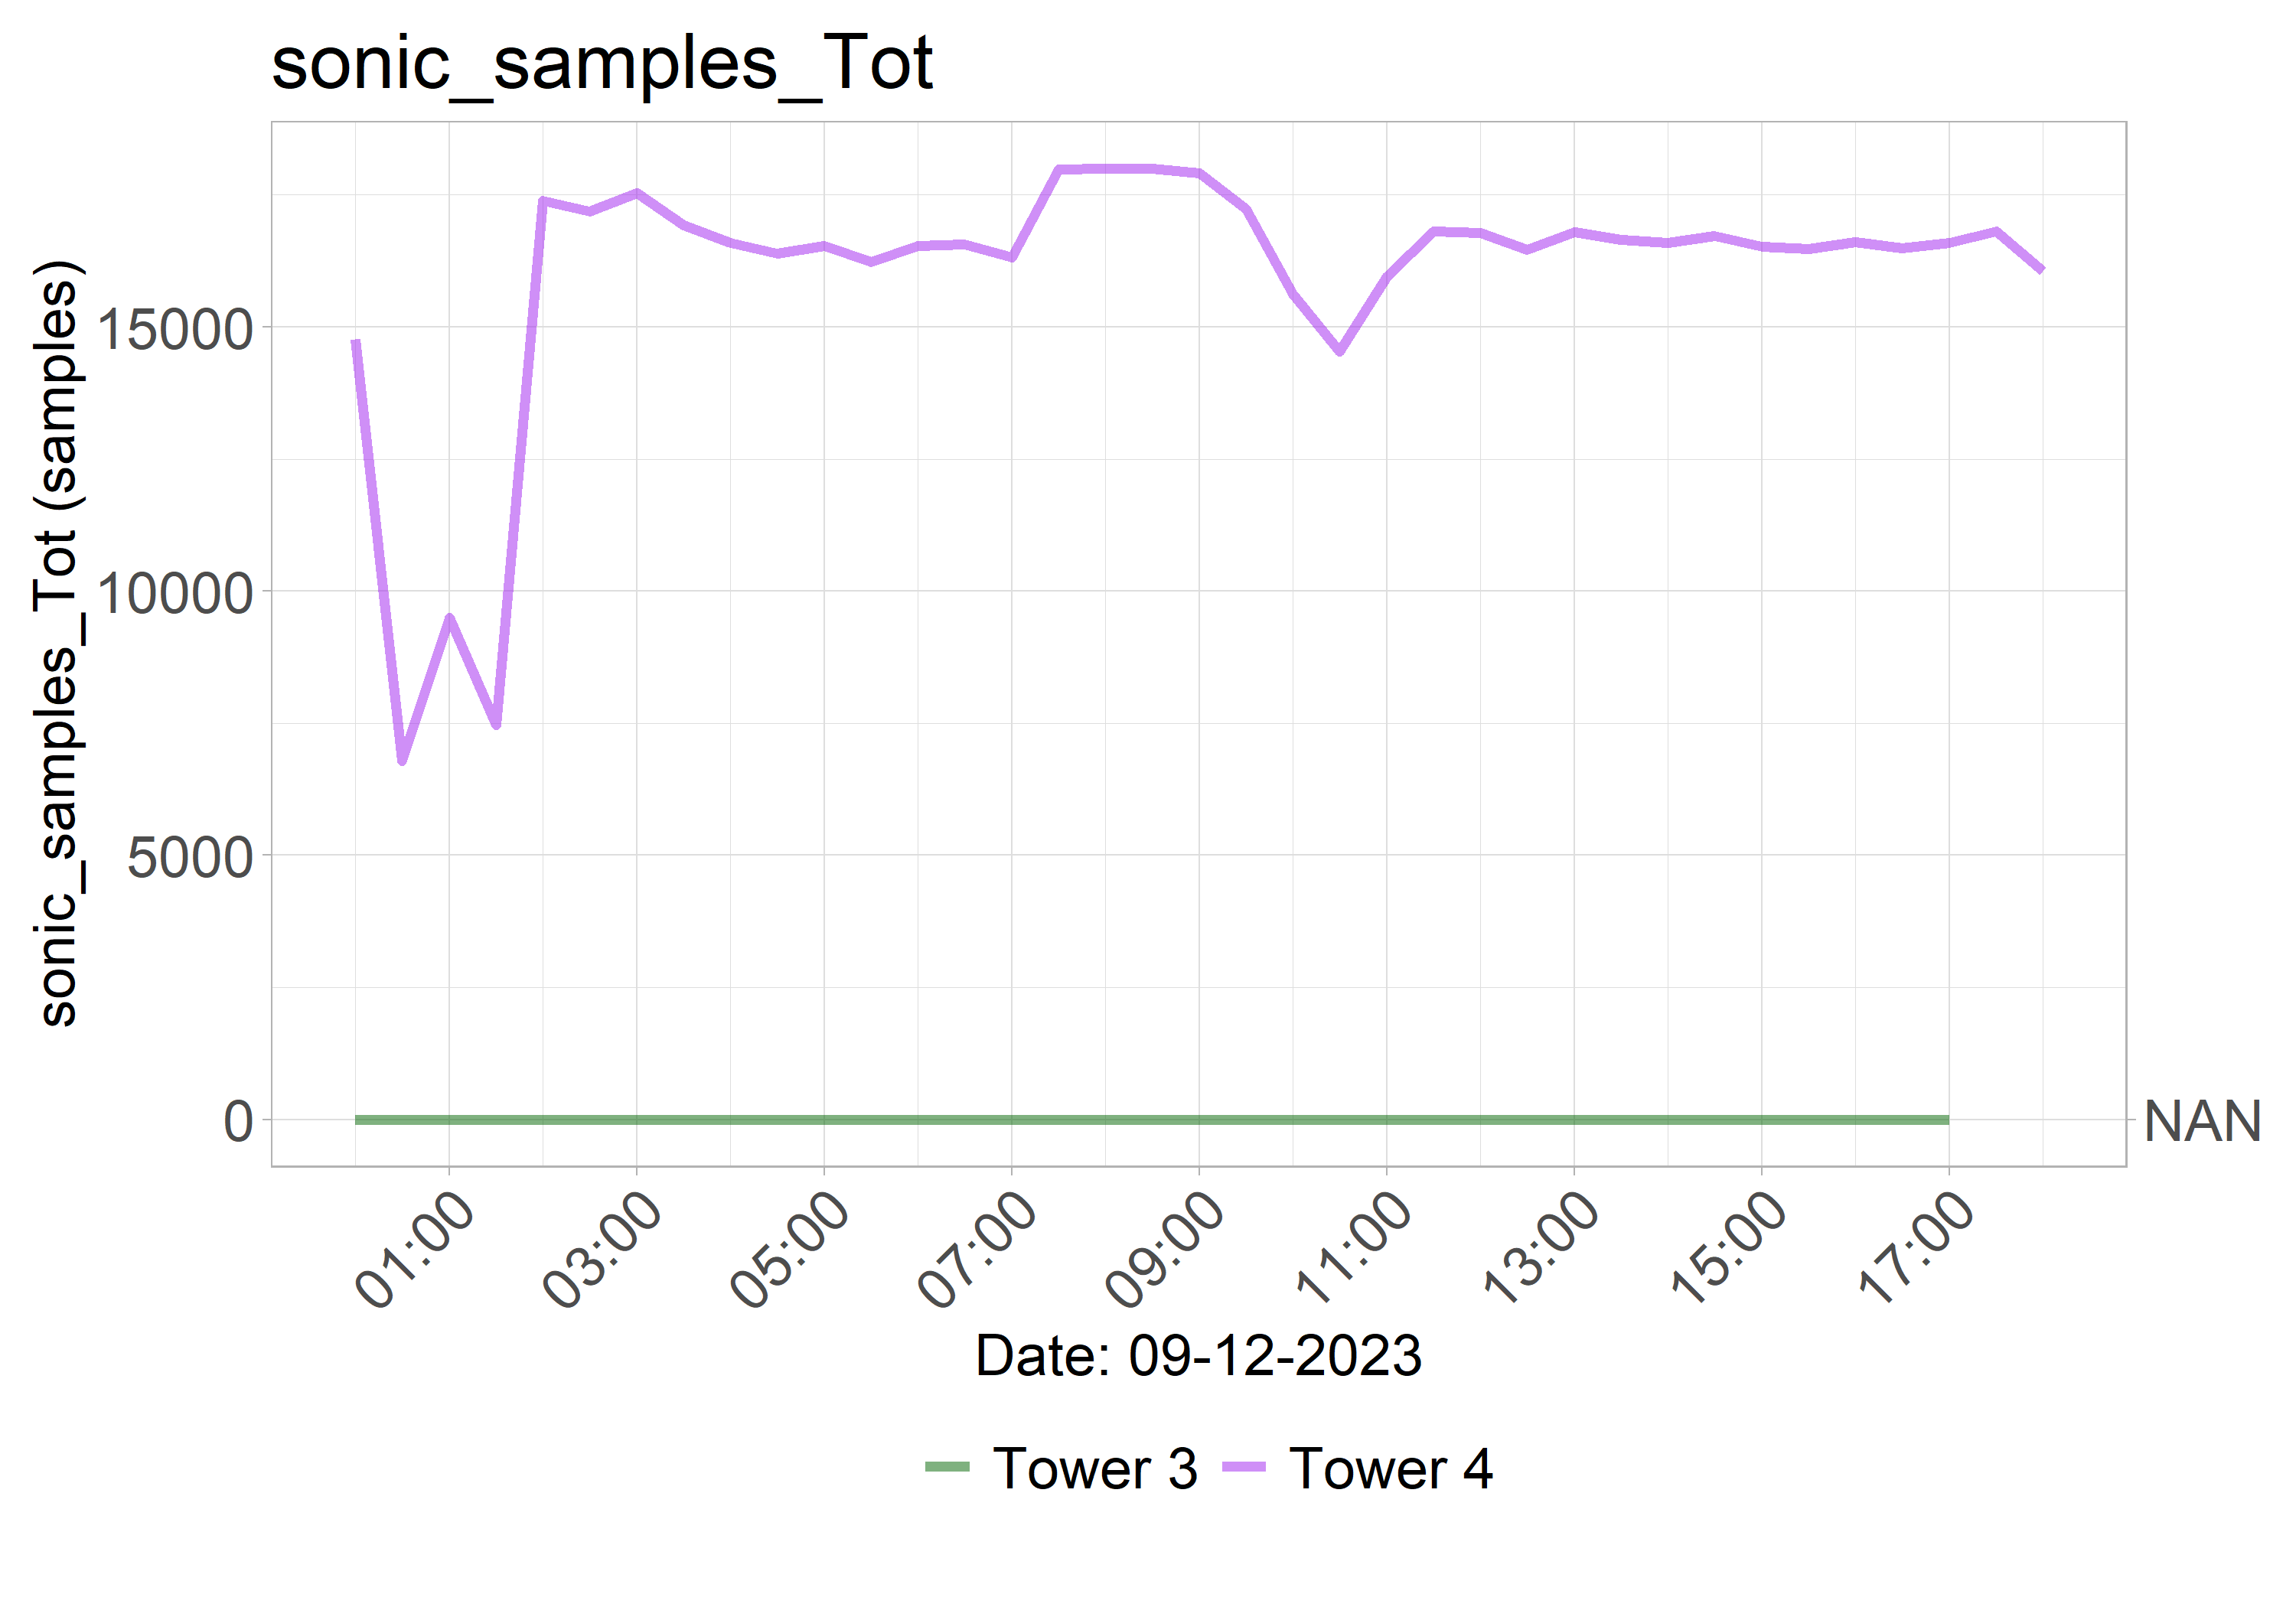 sonic_samples_Tot
sonic_samples_Tot (samples)
15000
10000
5000
0
NAN
01:00
03:00
05:00
07:00
09:00
11:00
13:00
15:00
17:00
Date: 09-12-2023
Tower 3
Tower 4